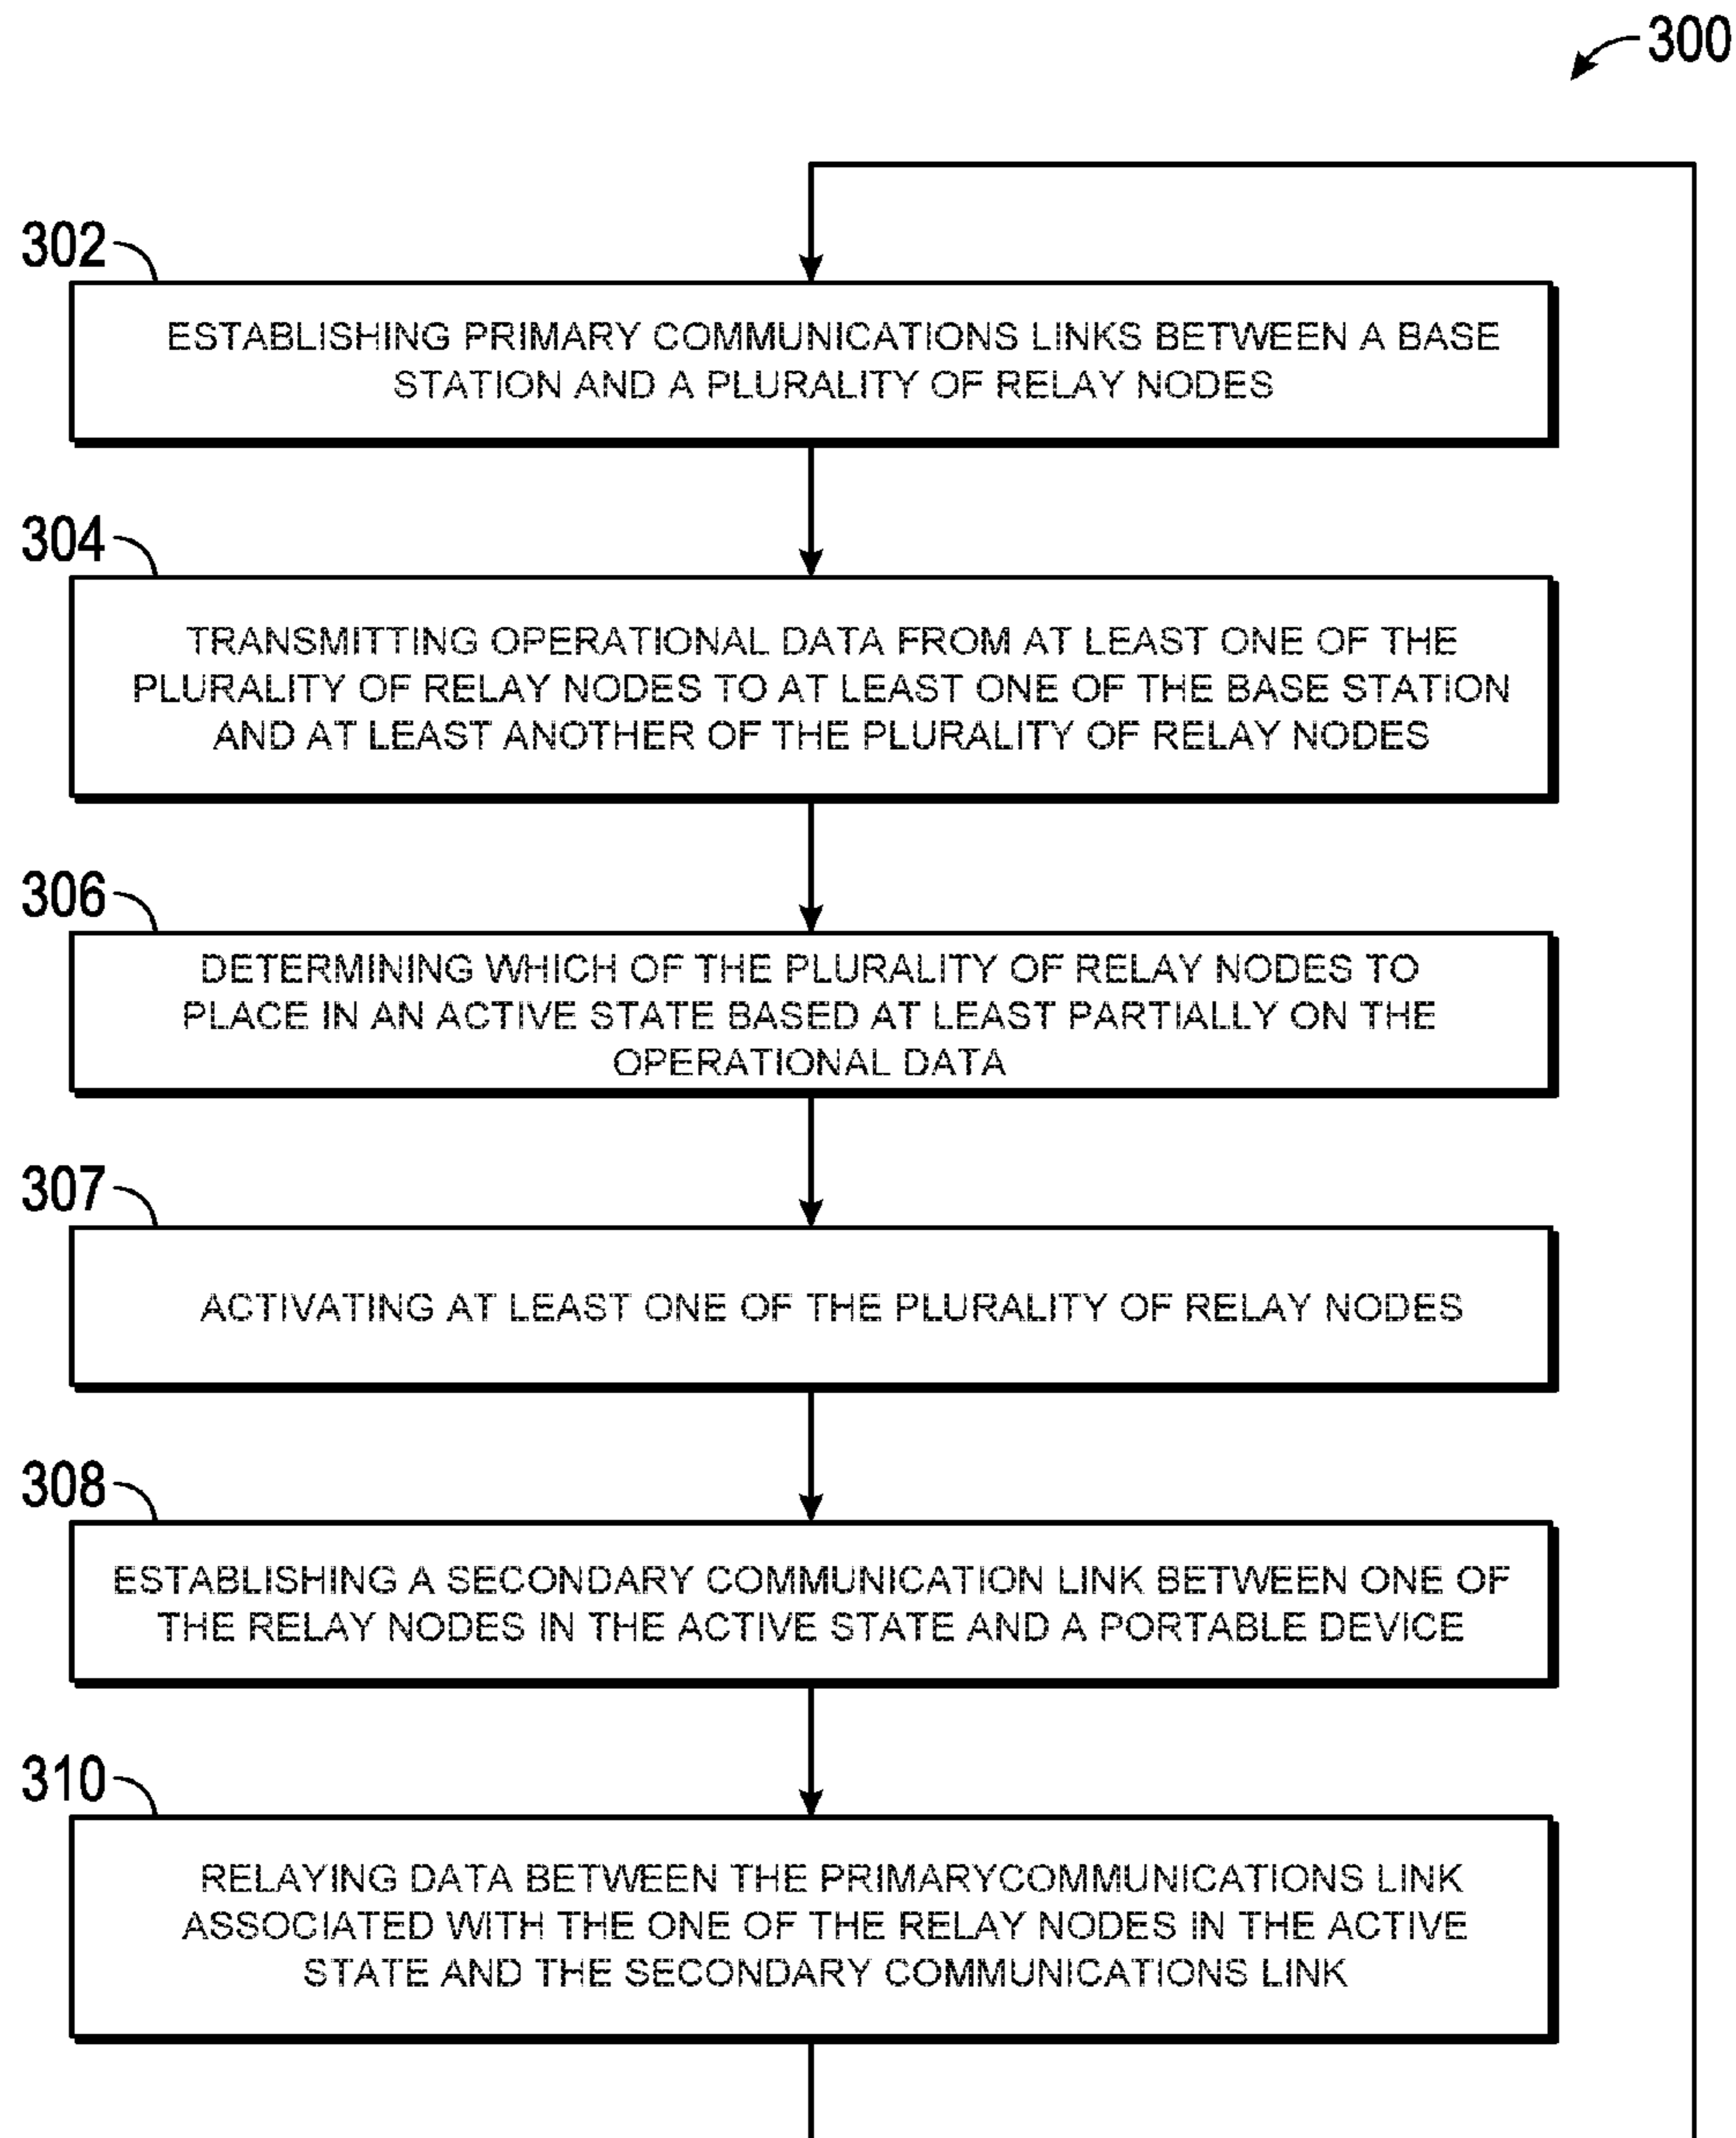 300
302
ESTABLISHING PRIMARY COMMUNICATIONS LINKS BETWEEN A BASE
STATION AND A PLURALITY OF RELAY NODES
304
TRANSMITTING OPERATIONAL DATA FROM AT LEAST ONE OF THE
PLURALITY OF RELAY NODES TO AT LEAST ONE OF THE BASE STATION
AND AT LEAST ANOTHER OF THE PLURALITY OF RELAY NODES
306
DETERMINING WHICH OF THE PLURALITY OF RELAY NODES TO
PLACE IN AN ACTIVE STATE BASED AT LEAST PARTIALLY ON THE
OPERATIONAL DATA
307
ACTIVATING AT LEAST ONE OF THE PLURALITY OF RELAY NODES
308
ESTABLISHING A SECONDARY COMMUNICATION LINK BETWEEN ONE OF
THE RELAY NODES IN THE ACTIVE STATE AND A PORTABLE DEVICE
310
RELAYING DATA BETWEEN THE PRIMARYCOMMUNICATIONS LINK
ASSOCIATED WITH THE ONE OF THE RELAY NODES IN THE ACTIVE
STATE AND THE SECONDARY COMMUNICATIONS LINK